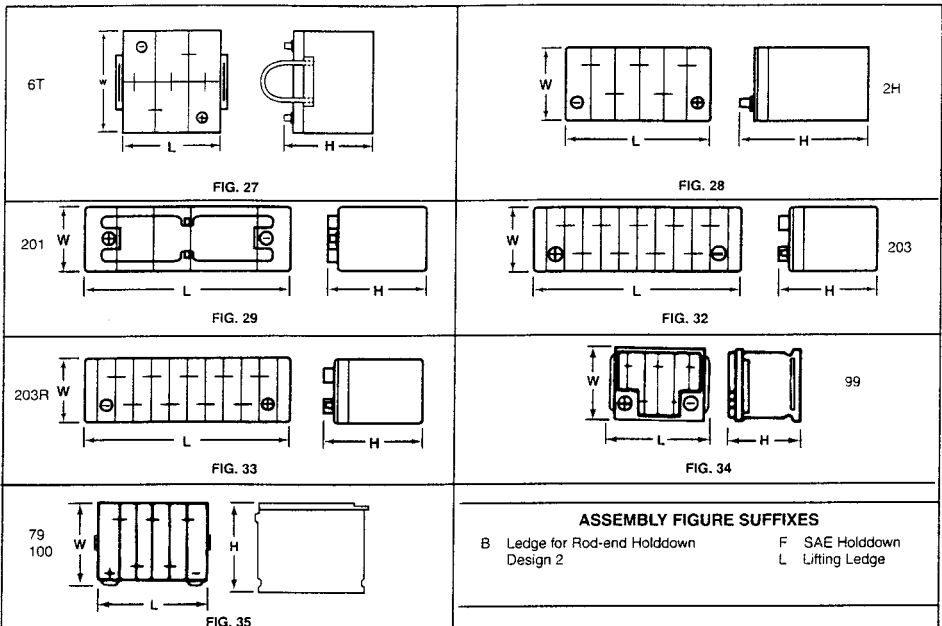 6T
W
L
H
⊖
⊕
FIG. 27
W
L
H
⊖
⊕
2H
FIG. 28
201
W
⊕
⊖
L
H
FIG. 29
W
⊕
⊖
L
H
203
FIG. 32
203R
W
⊖
⊕
L
H
FIG. 33
W
⊕
⊖
L
H
99
FIG. 34
79
100
W
+
-
L
H
FIG. 35
ASSEMBLY FIGURE SUFFIXES
B Ledge for Rod-end Holddown F SAE Holddown
Design 2 L Lifting Ledge